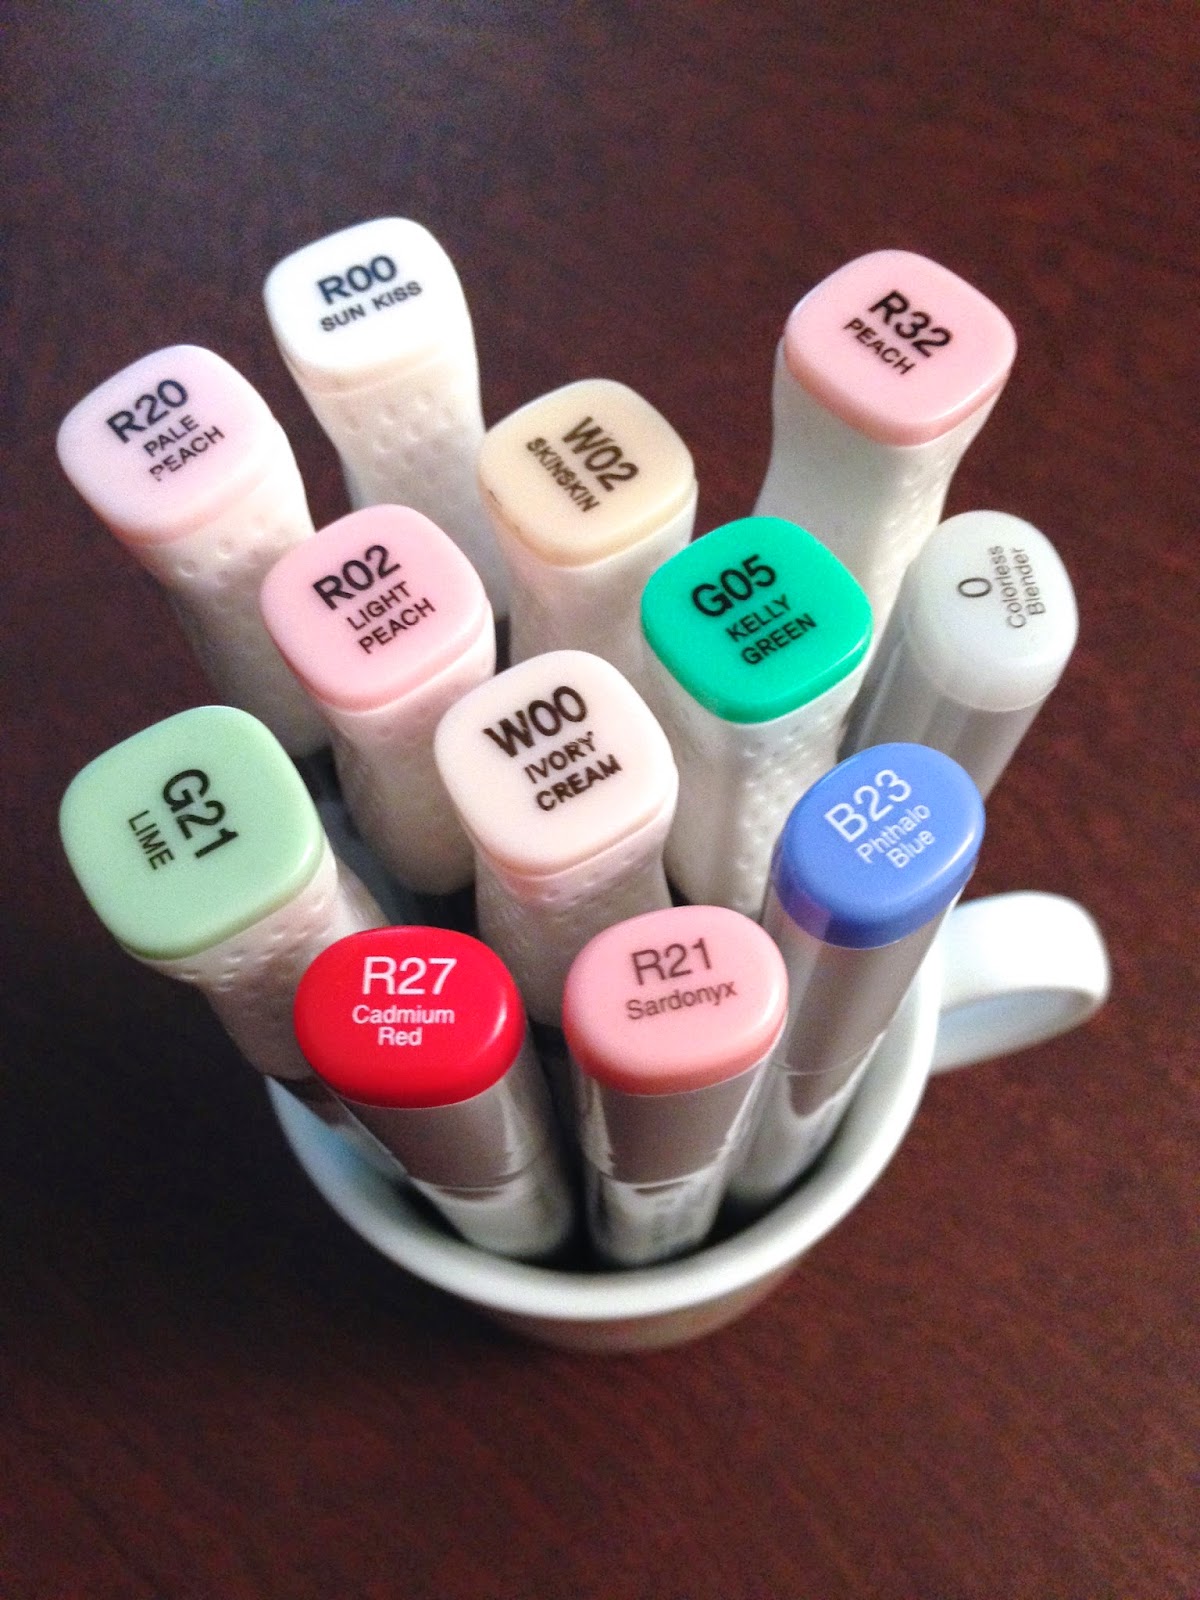 R00
SUN KISS
R32
PEACH
R20
PALE
PEACH
W02
SKINSKIN
R02
LIGHT
PEACH
G05
KELLY
GREEN
0
Colorless
Blender
W00
IVORY
CREAM
G21
LIME
B23
Phthalo
Blue
R27
Cadmium
Red
R21
Sardonyx